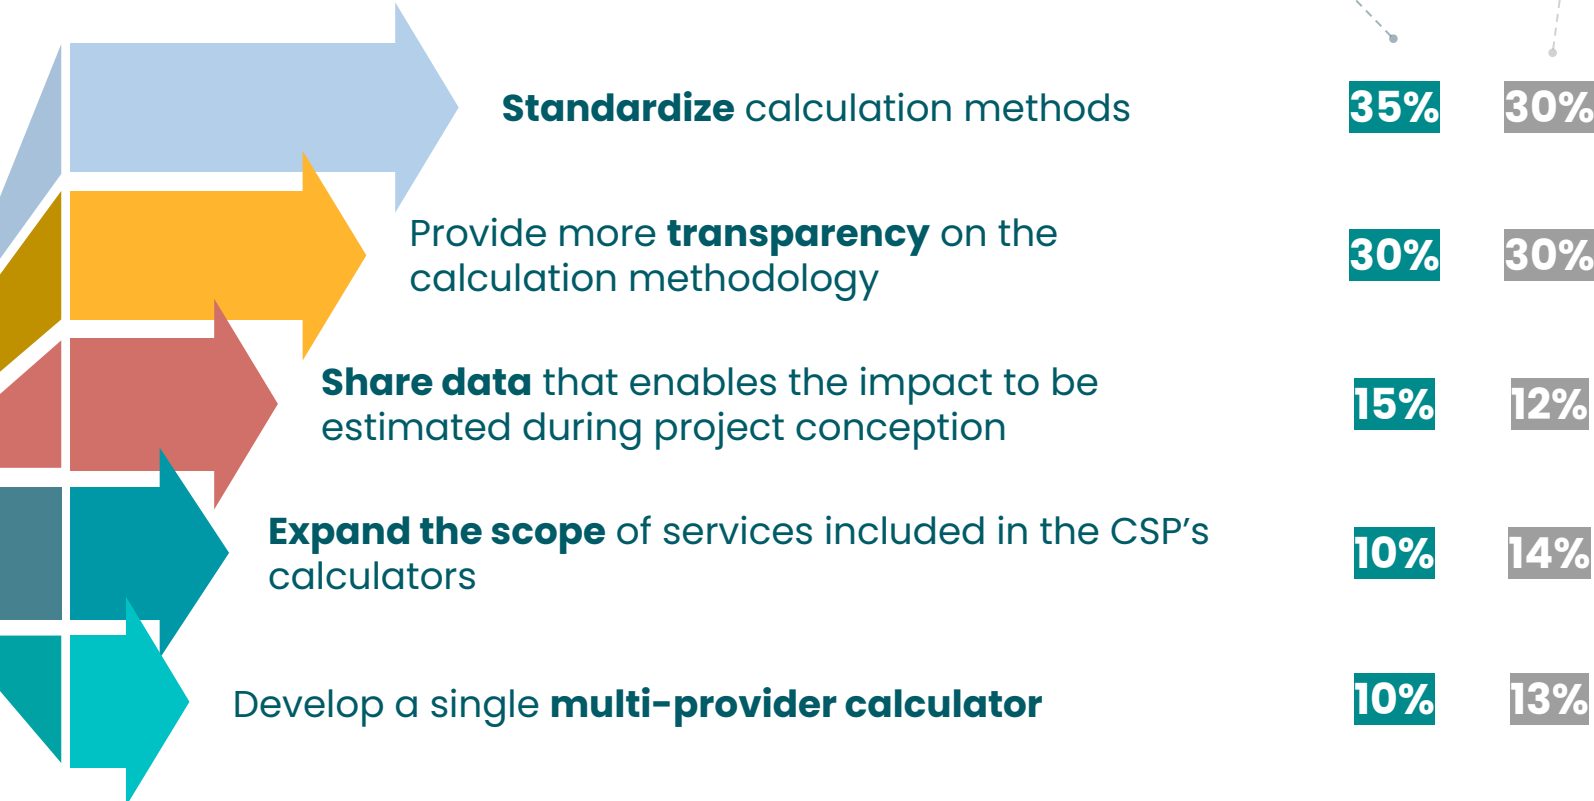 Standardize calculation methods 35% 30%
Provide more transparency on the
calculation methodology 30% 30%
Share data that enables the impact to be
estimated during project conception 15% 12%
Expand the scope of services included in the CSP’s
calculators 10% 14%
Develop a single multi-provider calculator 10% 13%